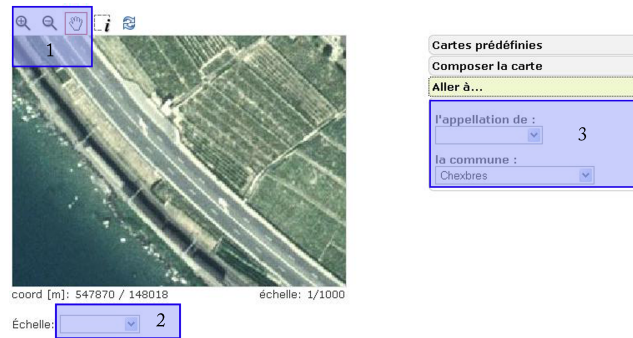 i
1
coord [m]: 547870 / 148018
échelle: 1/1000
Échelle:
2
Cartes prédéfinies
Composer la carte
Aller à...
l'appellation de :
3
la commune :
Chexbres